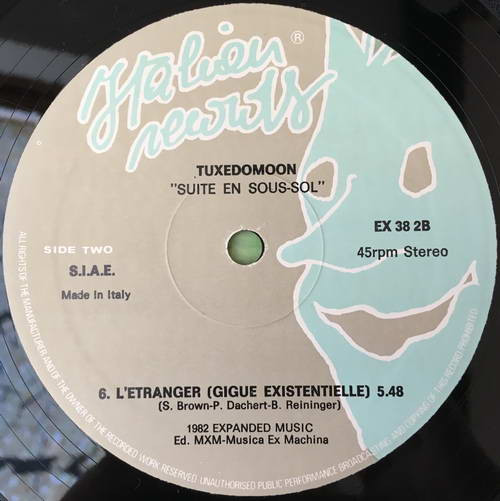 Italian
records ®
TUXEDOMOON
"SUITE EN SOUS-SOL"
EX 38 2B
45rpm Stereo
SIDE TWO
S.I.A.E.
Made in Italy
6. L'ETRANGER (GIGUE EXISTENTIELLE) 5.48
(S. Brown-P. Dachert-B. Reininger)
1982 EXPANDED MUSIC
Ed. MXM-Musica Ex Machina
ALL RIGHTS OF THE MANUFACTURER AND OF THE OWNER OF THE RECORDED WORK RESERVED. UNAUTHORISED PUBLIC PERFORMANCE BROADCASTING AND COPYING OF THIS RECORD PROHIBITED